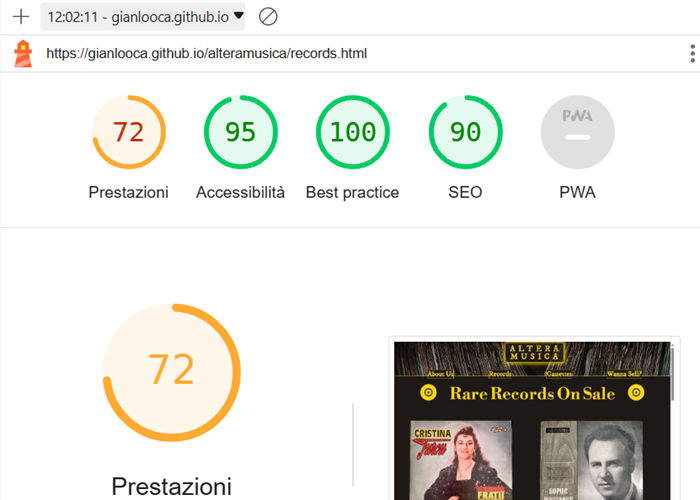 12:02:11 - gianlooca.github.io
https://gianlooca.github.io/alteramusica/records.html
72 95 100 90 PWA
Prestazioni Accessibilità Best practice SEO PWA
72
Prestazioni
ALTERA
MUSICA
About Us Records Cassettes Wanna Sell?
Rare Records On Sale
CRISTINA
FRAȚII
БОРИС